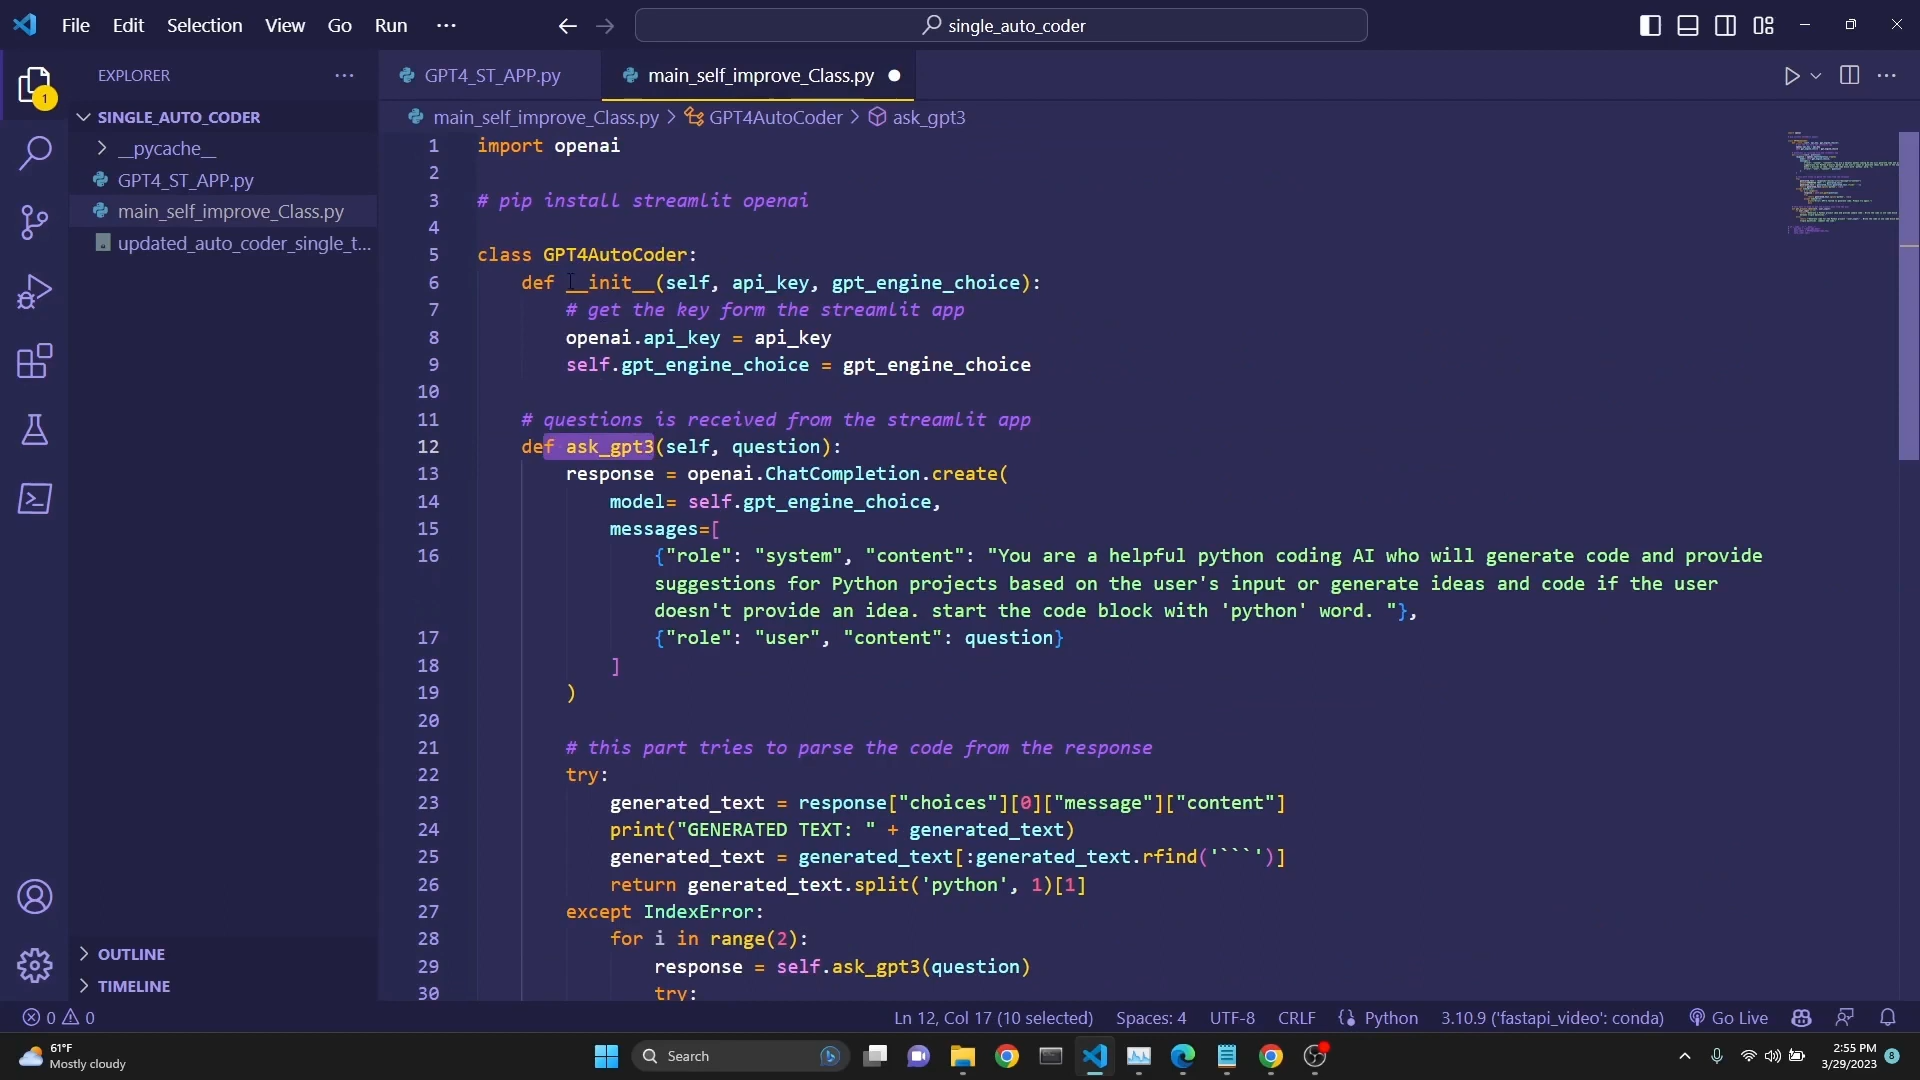 File Edit Selection View Go Run ··· single_auto_coder
EXPLORER ···
GPT4_ST_APP.py main_self_improve_Class.py
1
SINGLE_AUTO_CODER
__pycache__
GPT4_ST_APP.py
main_self_improve_Class.py
updated_auto_coder_single_t...
OUTLINE
TIMELINE
main_self_improve_Class.py > GPT4AutoCoder > ask_gpt3
1 import openai
2
3 # pip install streamlit openai
4
5 class GPT4AutoCoder:
6 def __init__(self, api_key, gpt_engine_choice):
7 # get the key form the streamlit app
8 openai.api_key = api_key
9 self.gpt_engine_choice = gpt_engine_choice
10
11 # questions is received from the streamlit app
12 def ask_gpt3(self, question):
13 response = openai.ChatCompletion.create(
14 model= self.gpt_engine_choice,
15 messages=[
16 {"role": "system", "content": "You are a helpful python coding AI who will generate code and provide
suggestions for Python projects based on the user's input or generate ideas and code if the user
doesn't provide an idea. start the code block with 'python' word. "},
17 {"role": "user", "content": question}
18 ]
19 )
20
21 # this part tries to parse the code from the response
22 try:
23 generated_text = response["choices"][0]["message"]["content"]
24 print("GENERATED TEXT: " + generated_text)
25 generated_text = generated_text[:generated_text.rfind('```')]
26 return generated_text.split('python', 1)[1]
27 except IndexError:
28 for i in range(2):
29 response = self.ask_gpt3(question)
30 try:
0 0 Ln 12, Col 17 (10 selected) Spaces: 4 UTF-8 CRLF Python 3.10.9 ('fastapi_video': conda) Go Live
61°F
Mostly cloudy
Search
2:55 PM
3/29/2023
8